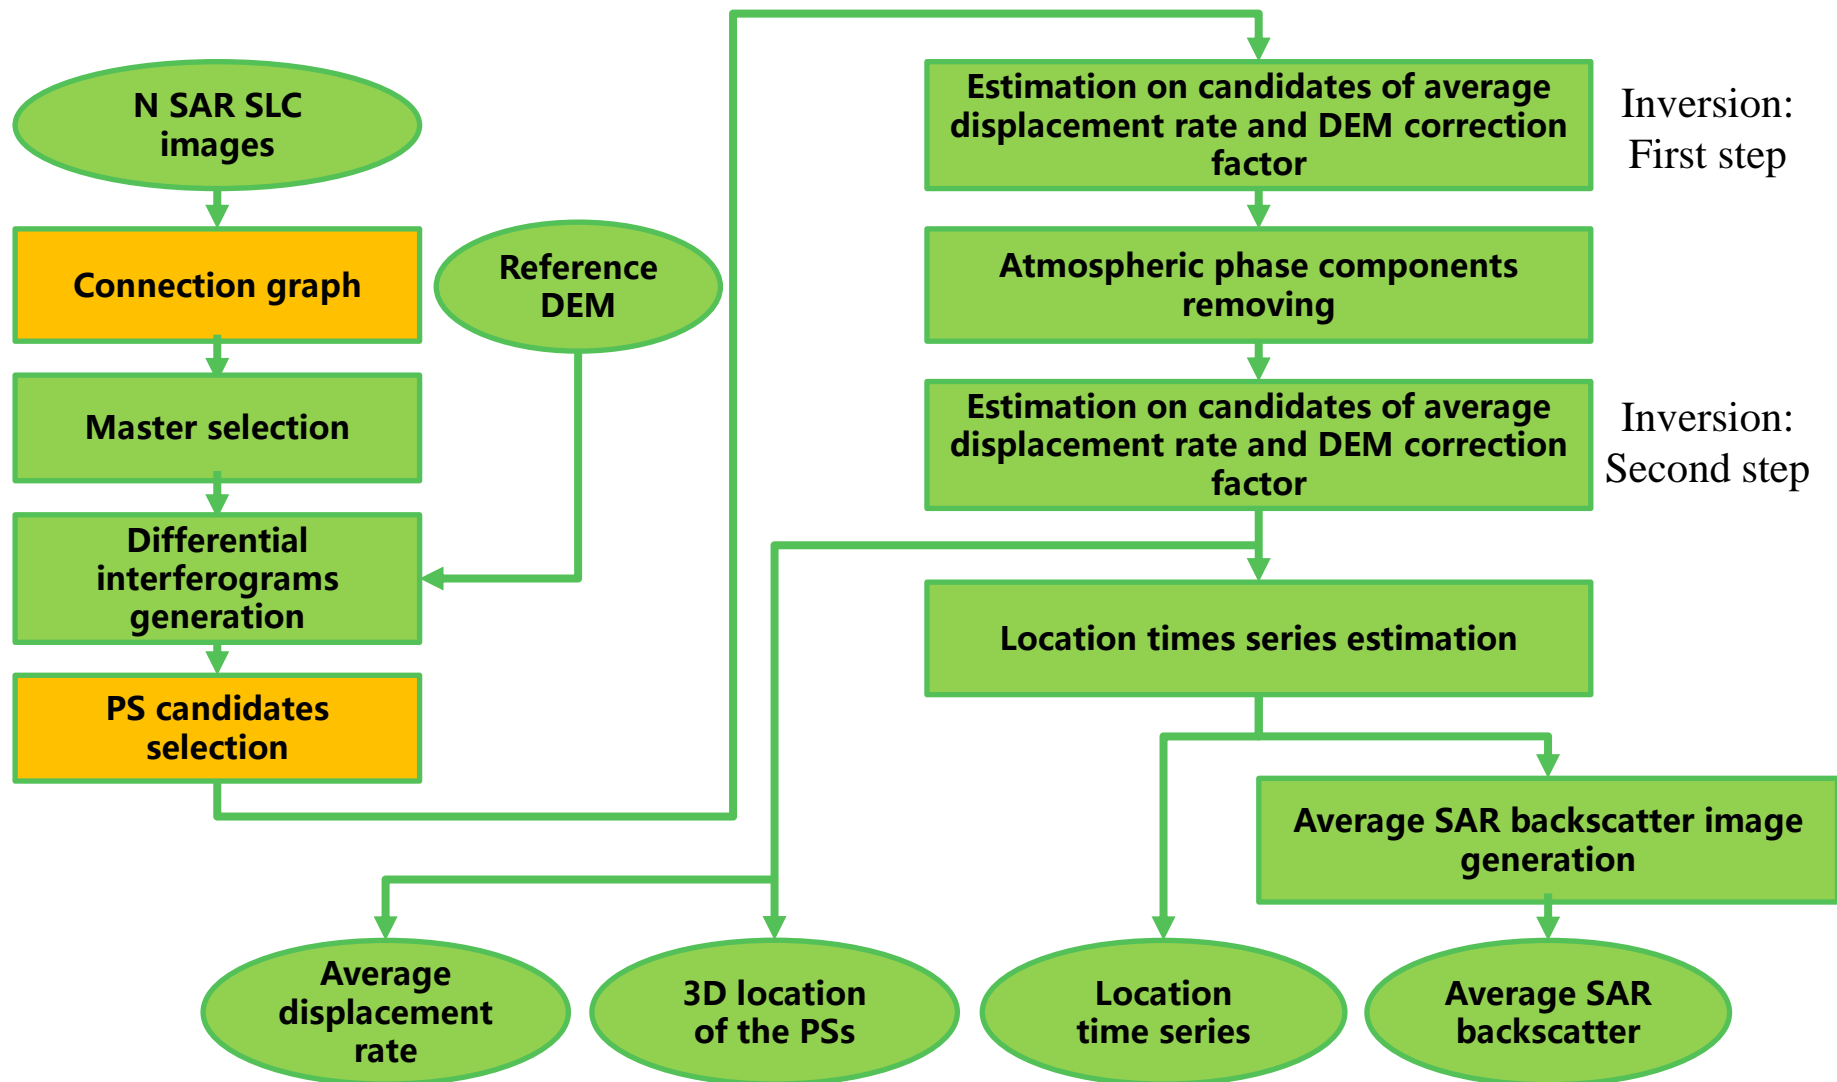 N SAR SLC
images
Connection graph
Reference
DEM
Master selection
Differential
interferograms
generation
PS candidates
selection
Estimation on candidates of average
displacement rate and DEM correction
factor
Inversion:
First step
Atmospheric phase components
removing
Estimation on candidates of average
displacement rate and DEM correction
factor
Inversion:
Second step
Location times series estimation
Average SAR backscatter image
generation
Average
displacement
rate
3D location
of the PSs
Location
time series
Average SAR
backscatter